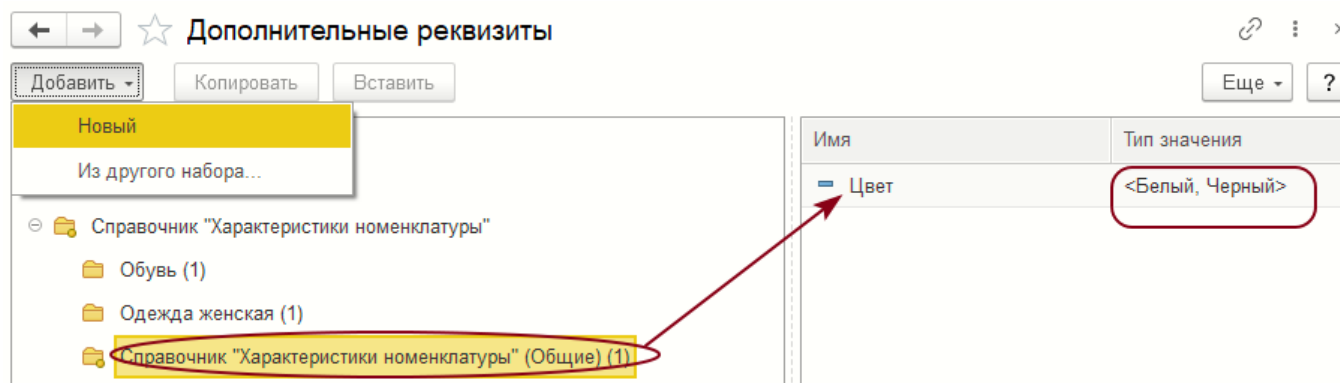 Дополнительные реквизиты
Добавить Копировать Вставить Еще ?
Новый
Из другого набора...
Справочник "Характеристики номенклатуры"
Обувь (1)
Одежда женская (1)
Справочник "Характеристики номенклатуры" (Общие) (1)
Имя Тип значения
Цвет <Белый, Черный>